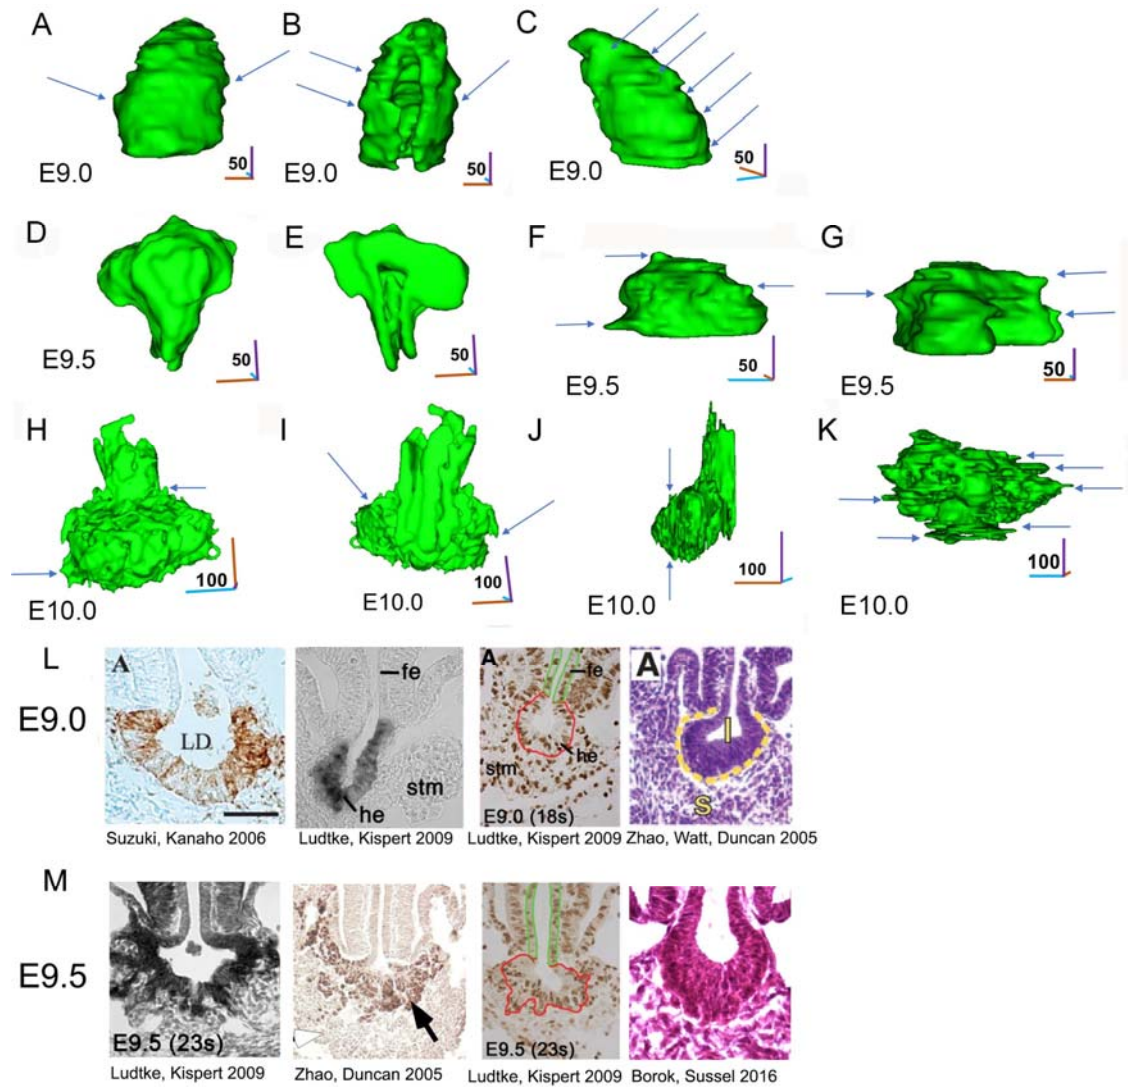 A
B
C
50
50
50
E9.0
E9.0
E9.0
D
E
F
G
50
50
50
50
E9.5
E9.5
E9.5
H
I
J
K
100
100
100
100
E10.0
E10.0
E10.0
E10.0
L
E9.0
A
LD
Suzuki, Kanaho 2006
fe
stm
he
Ludtke, Kispert 2009
A
fe
he
stm
E9.0 (18s)
Ludtke, Kispert 2009
A
l
S
Zhao, Watt, Duncan 2005
M
E9.5
E9.5 (23s)
Ludtke, Kispert 2009
Zhao, Duncan 2005
E9.5 (23s)
Ludtke, Kispert 2009
Borok, Sussel 2016